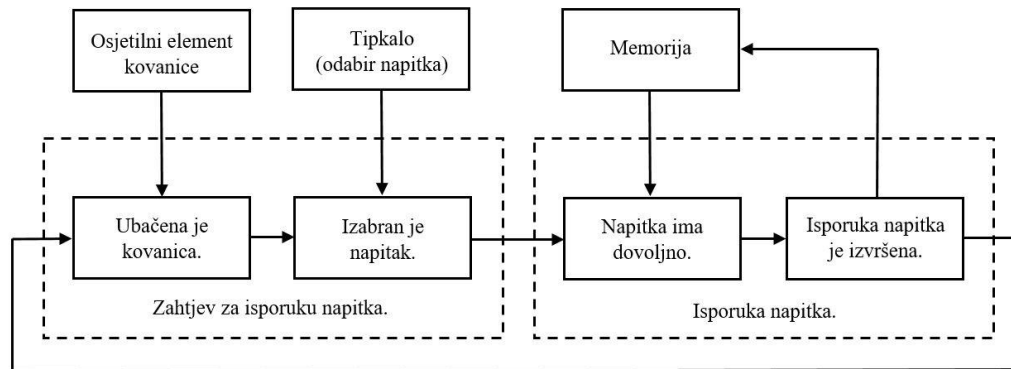 Osjetilni element
kovanice
Tipkalo
(odabir napitka)
Memorija
Ubačena je
kovanica.
Izabran je
napitak.
Napitka ima
dovoljno.
Isporuka napitka
je izvršena.
Zahtjev za isporuku napitka.
Isporuka napitka.